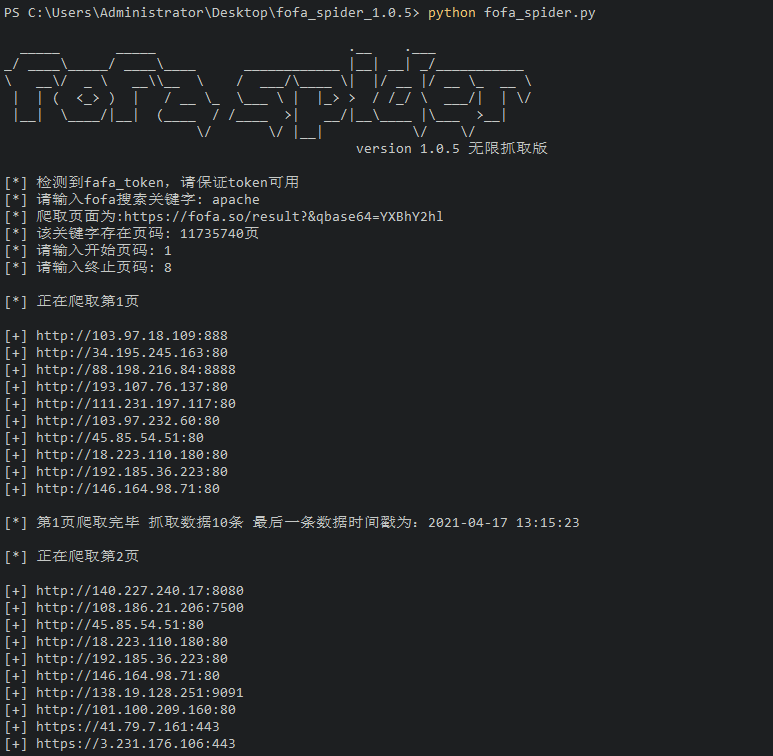 PS C:\Users\Administrator\Desktop\fofa_spider_1.0.5> python fofa_spider.py
fofa_spider
version 1.0.5 无限抓取版
[*] 检测到fafa_token，请保证token可用
[*] 请输入fofa搜索关键字: apache
[*] 爬取页面为:https://fofa.so/result?&qbase64=YXBhY2hl
[*] 该关键字存在页码: 11735740页
[*] 请输入开始页码: 1
[*] 请输入终止页码: 8
[*] 正在爬取第1页
[+] http://103.97.18.109:888
[+] http://34.195.245.163:80
[+] http://88.198.216.84:8888
[+] http://193.107.76.137:80
[+] http://111.231.197.117:80
[+] http://103.97.232.60:80
[+] http://45.85.54.51:80
[+] http://18.223.110.180:80
[+] http://192.185.36.223:80
[+] http://146.164.98.71:80
[*] 第1页爬取完毕 抓取数据10条 最后一条数据时间戳为：2021-04-17 13:15:23
[*] 正在爬取第2页
[+] http://140.227.240.17:8080
[+] http://108.186.21.206:7500
[+] http://45.85.54.51:80
[+] http://18.223.110.180:80
[+] http://192.185.36.223:80
[+] http://146.164.98.71:80
[+] http://138.19.128.251:9091
[+] http://101.100.209.160:80
[+] https://41.79.7.161:443
[+] https://3.231.176.106:443